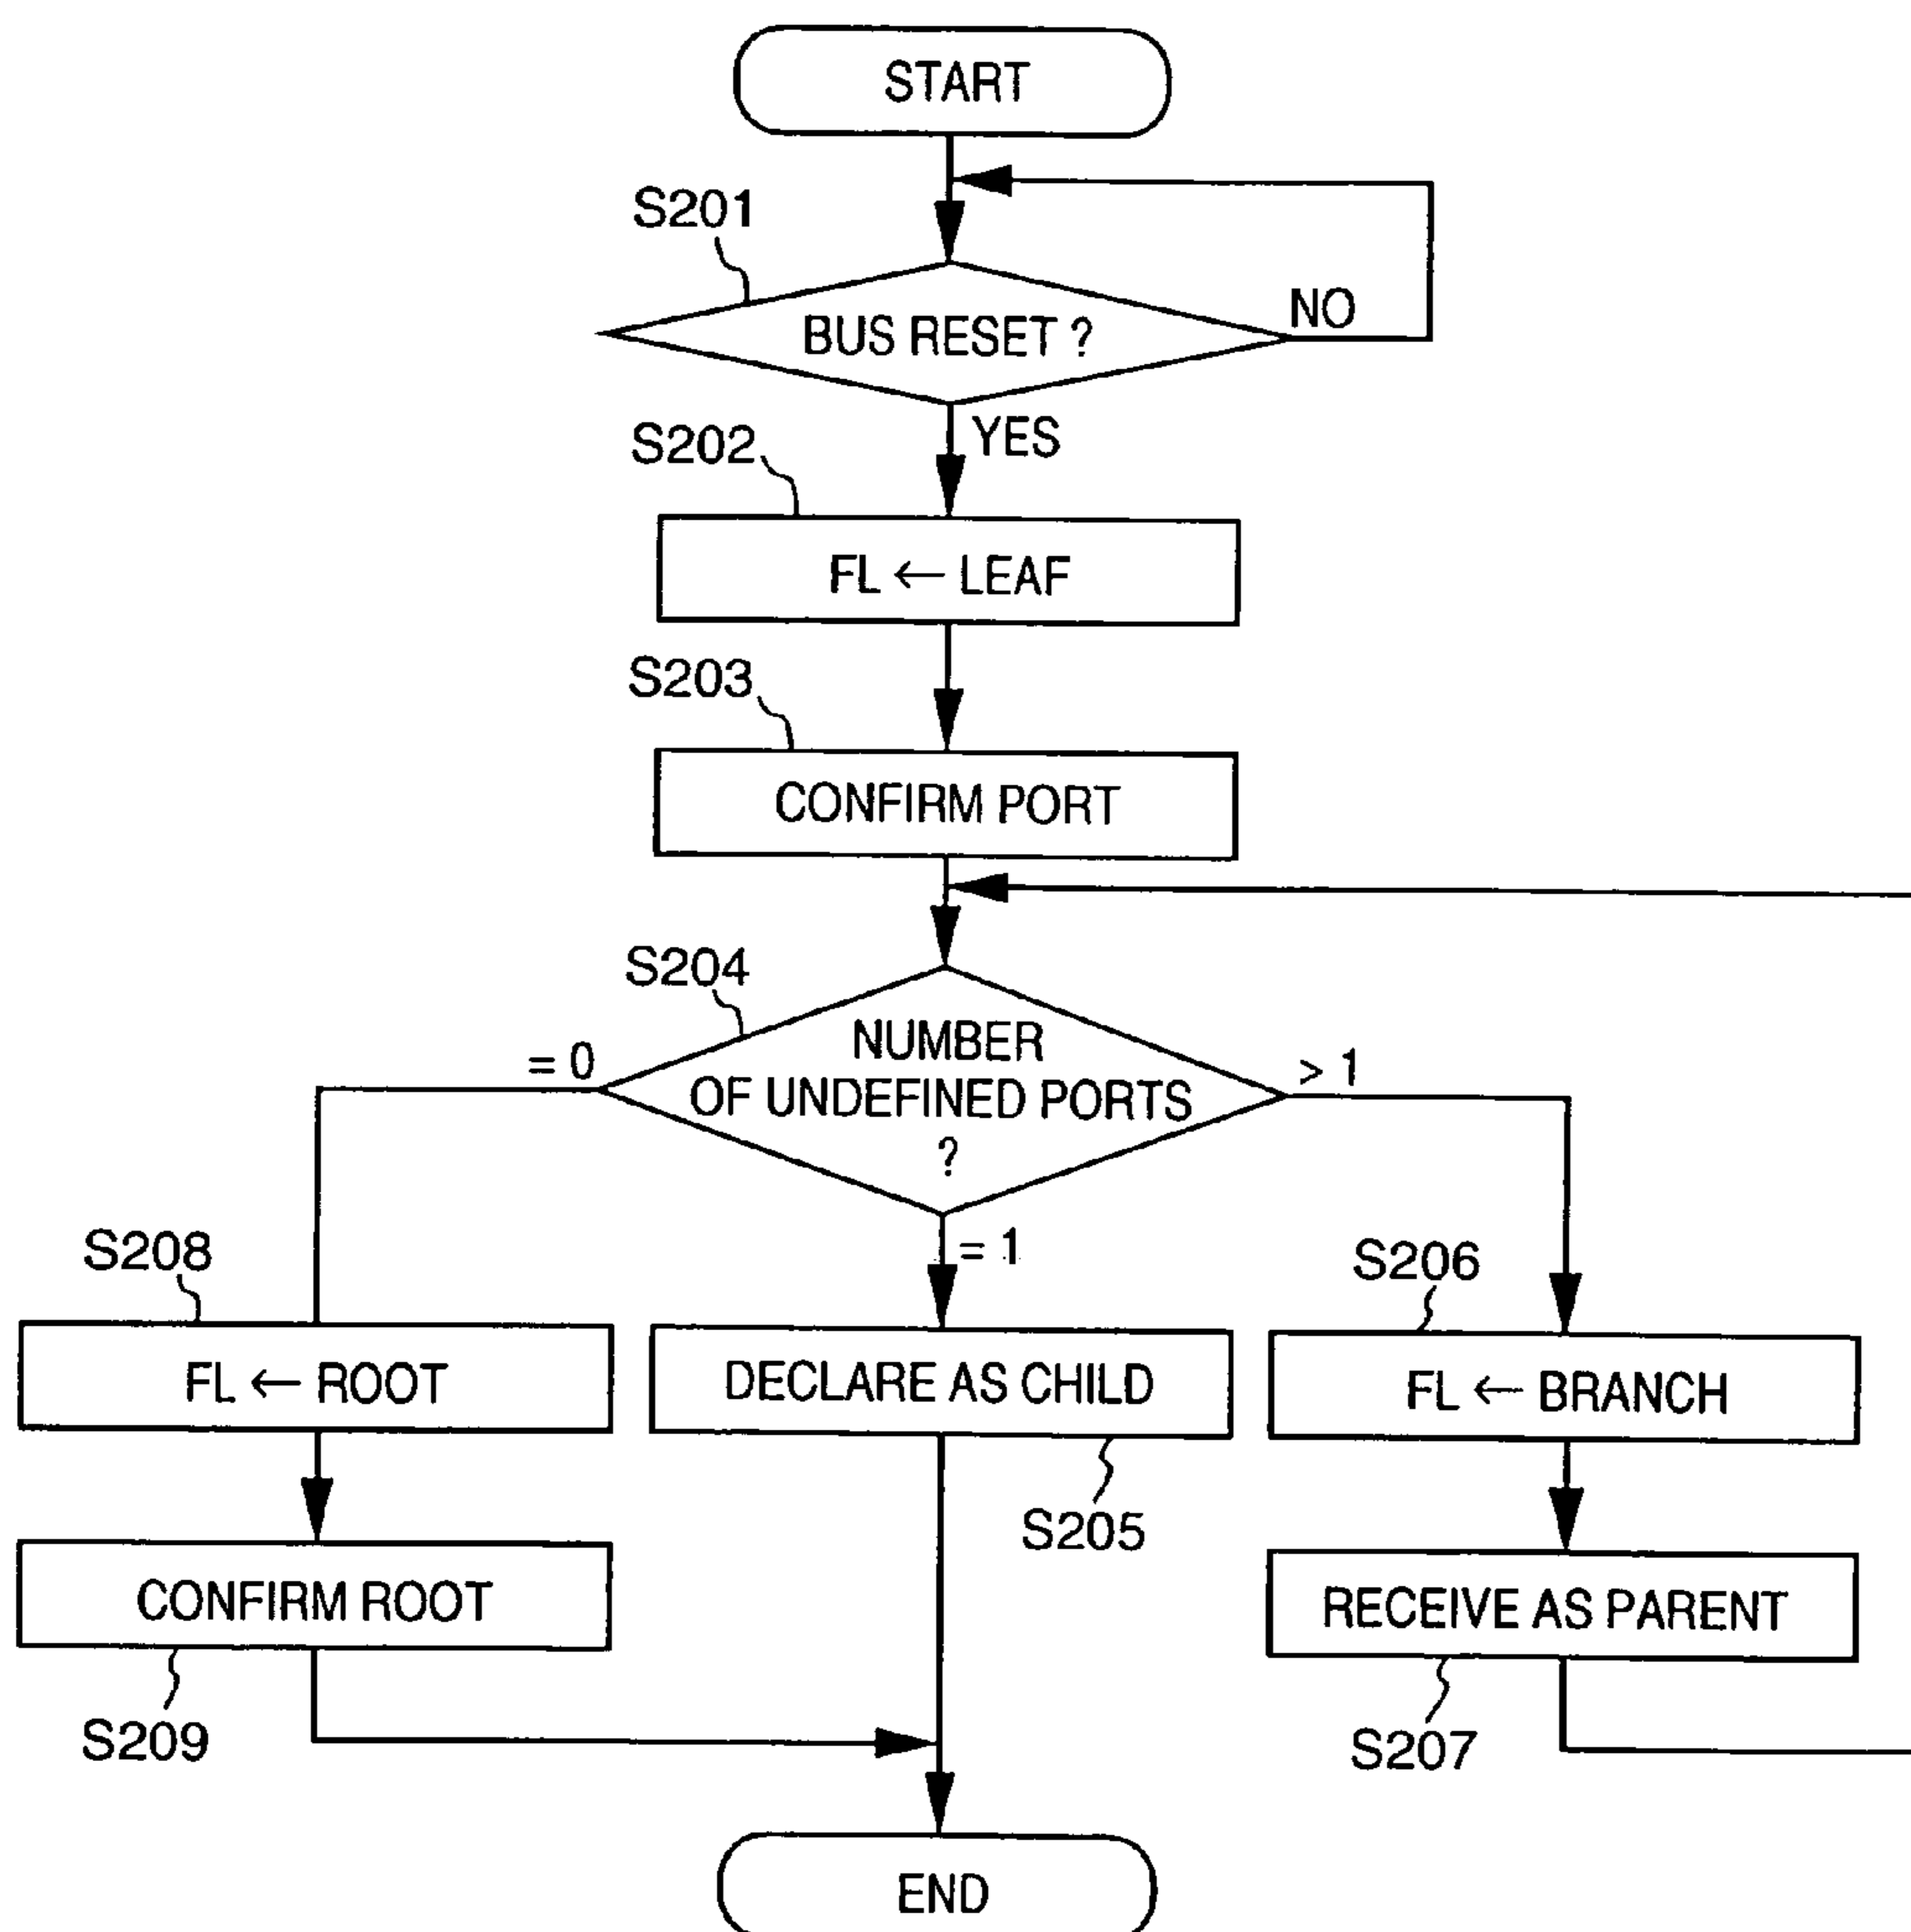 START
S201
BUS RESET ?
NO
YES
S202
FL ← LEAF
S203
CONFIRM PORT
S204
NUMBER
OF UNDEFINED PORTS
?
= 0
> 1
= 1
S208
S206
FL ← ROOT
DECLARE AS CHILD
FL ← BRANCH
S205
CONFIRM ROOT
RECEIVE AS PARENT
S209
S207
END